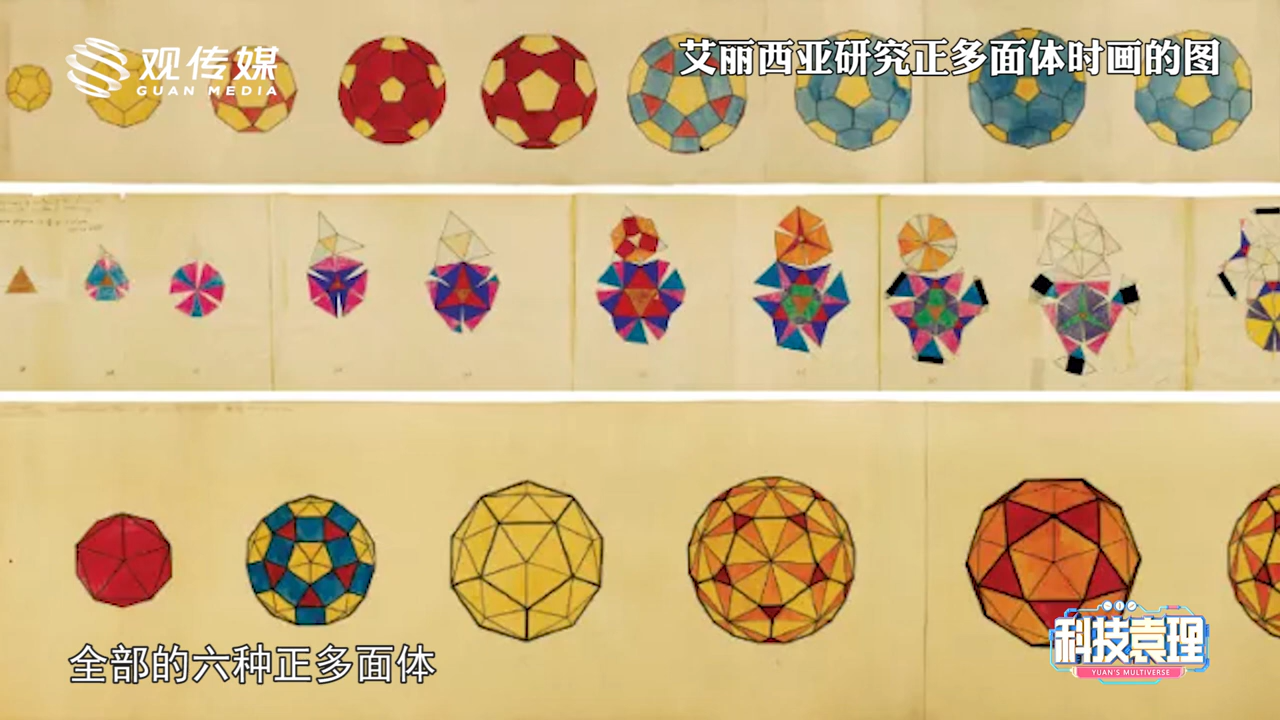 观传媒
GUAN MEDIA
艾丽西亚研究正多面体时画的图
全部的六种正多面体
科技袁理
YUAN'S MULTIVERSE